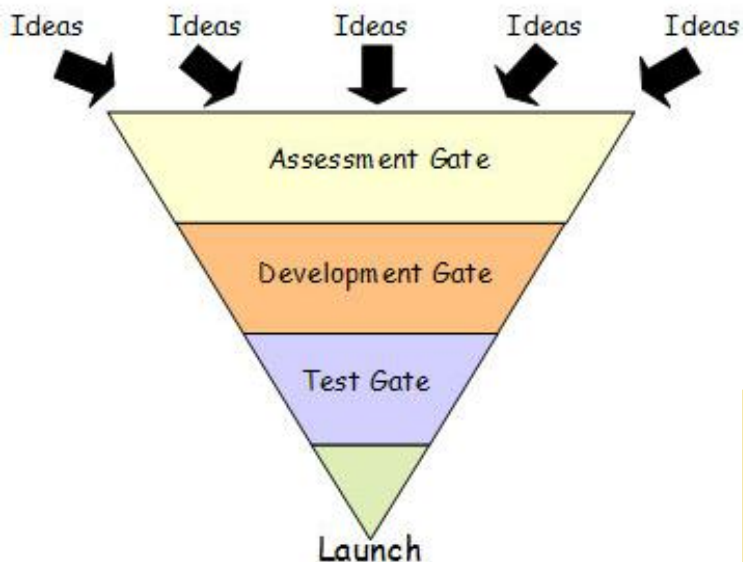 Ideas Ideas Ideas Ideas Ideas
Assessment Gate
Development Gate
Test Gate
Launch